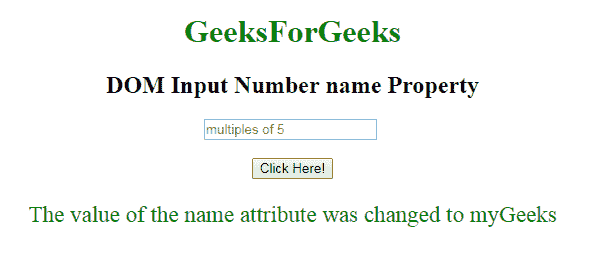 GeeksForGeeks
DOM Input Number name Property
multiples of 5
Click Here!
The value of the name attribute was changed to myGeeks